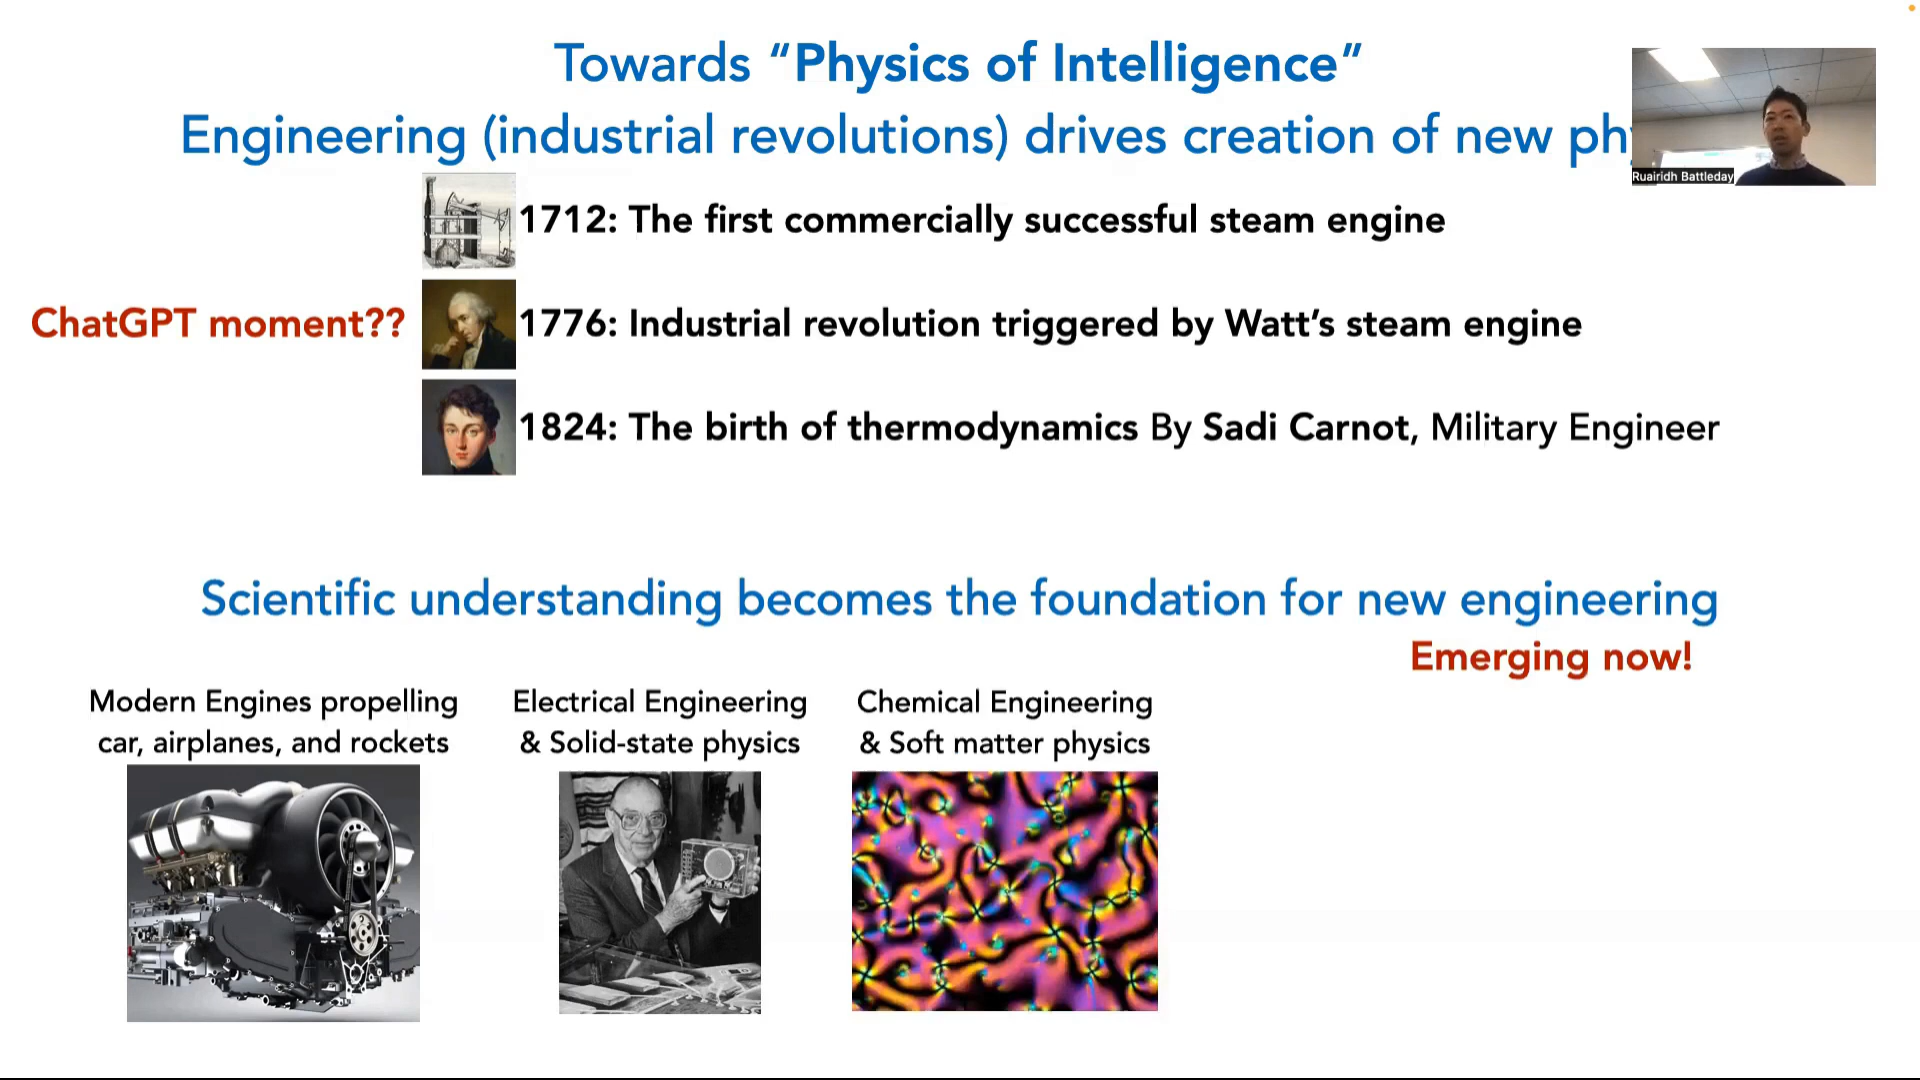 Towards “Physics of Intelligence”
Engineering (industrial revolutions) drives creation of new
Ruairidh Battleday
1712: The first commercially successful steam engine
ChatGPT moment??
1776: Industrial revolution triggered by Watt’s steam engine
1824: The birth of thermodynamics By Sadi Carnot, Military Engineer
Scientific understanding becomes the foundation for new engineering
Emerging now!
Modern Engines propelling
car, airplanes, and rockets
Electrical Engineering
& Solid-state physics
Chemical Engineering
& Soft matter physics